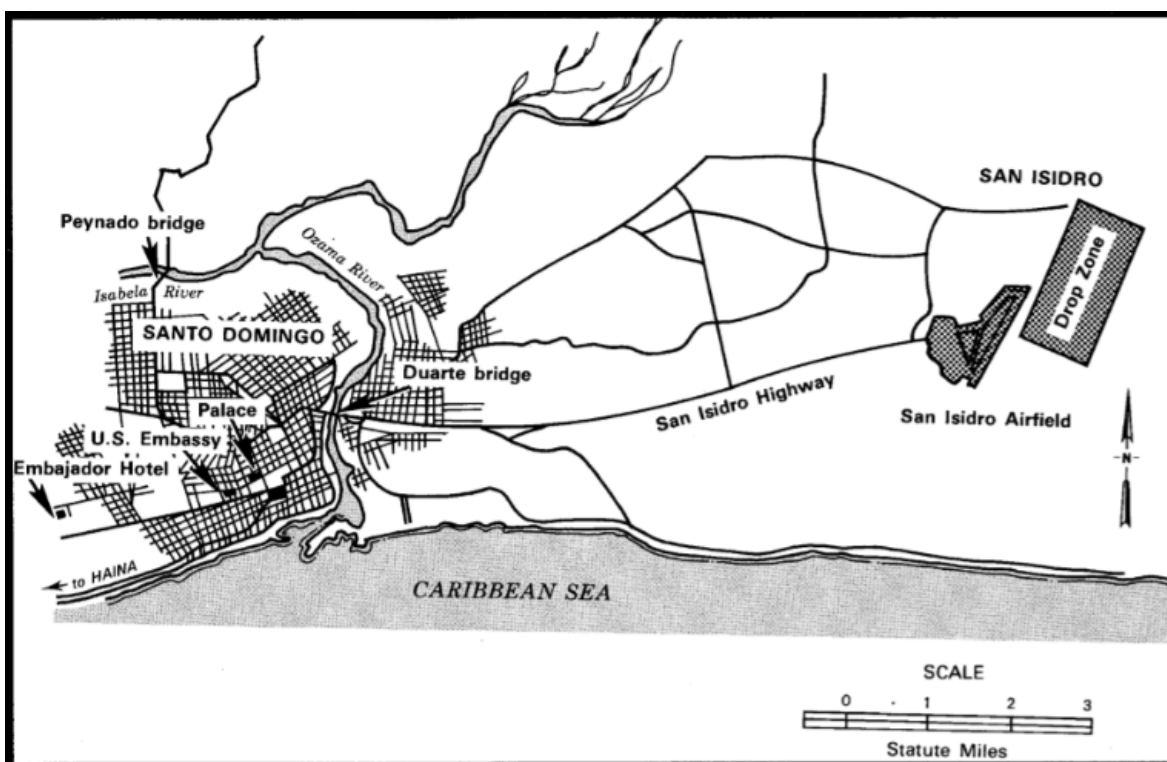 SAN ISIDRO
Peynado bridge
Ozama River
Drop Zone
Isabela River
SANTO DOMINGO
Duarte bridge
Palace
San Isidro Highway
San Isidro Airfield
U.S. Embassy
Embajador Hotel
N
to HAINA
CARIBBEAN SEA
SCALE
0 1 2 3
Statute Miles